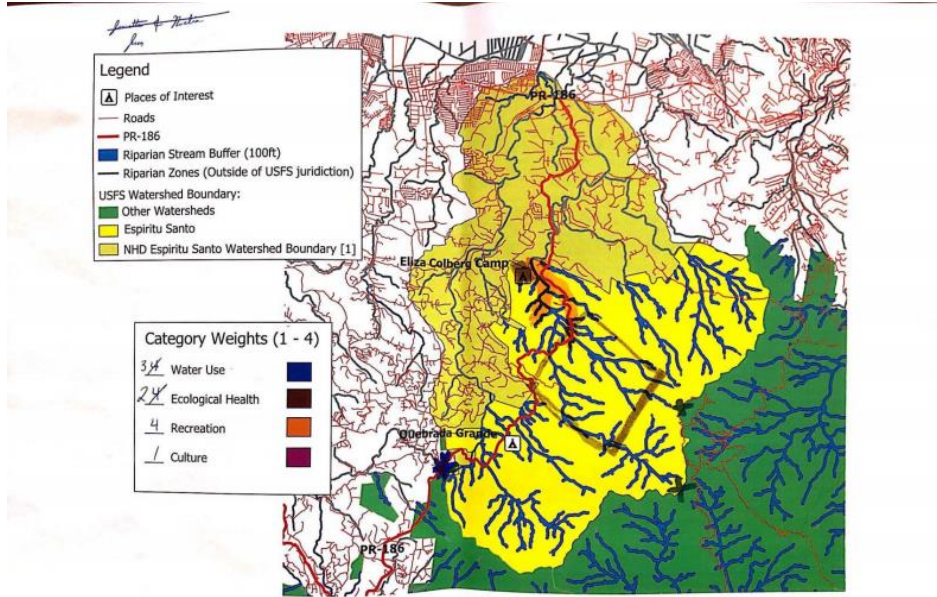 Legend
Places of Interest
Roads
PR-186
Riparian Stream Buffer (100ft)
Riparian Zones (Outside of USFS juridiction)
USFS Watershed Boundary:
Other Watersheds
Espiritu Santo
NHD Espiritu Santo Watershed Boundary [1]
PR-186
Eliza Colberg Camp
Category Weights (1 - 4)
3 Water Use
2 Ecological Health
4 Recreation
1 Culture
Quebrada Grande
PR-186